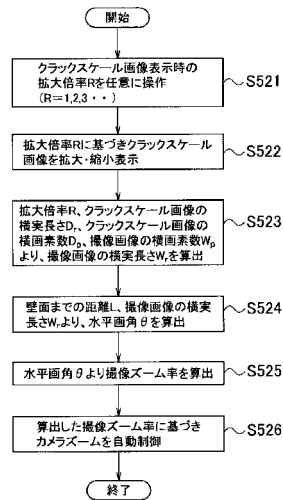 開始
クラックスケール画像表示時の
拡大倍率Rを任意に操作
(R=1,2,3・・)
S521
拡大倍率Rに基づきクラックスケール
画像を拡大・縮小表示
S522
拡大倍率R、クラックスケール画像の
横実長さDr、クラックスケール画像の
横画素数Dp、撮像画像の横画素数Wp
より、撮像画像の横実長さWrを算出
S523
壁面までの距離L、撮像画像の横実
長さWrより、水平画角θを算出
S524
水平画角θより撮像ズーム率を算出
S525
算出した撮像ズーム率に基づき
カメラズームを自動制御
S526
終了